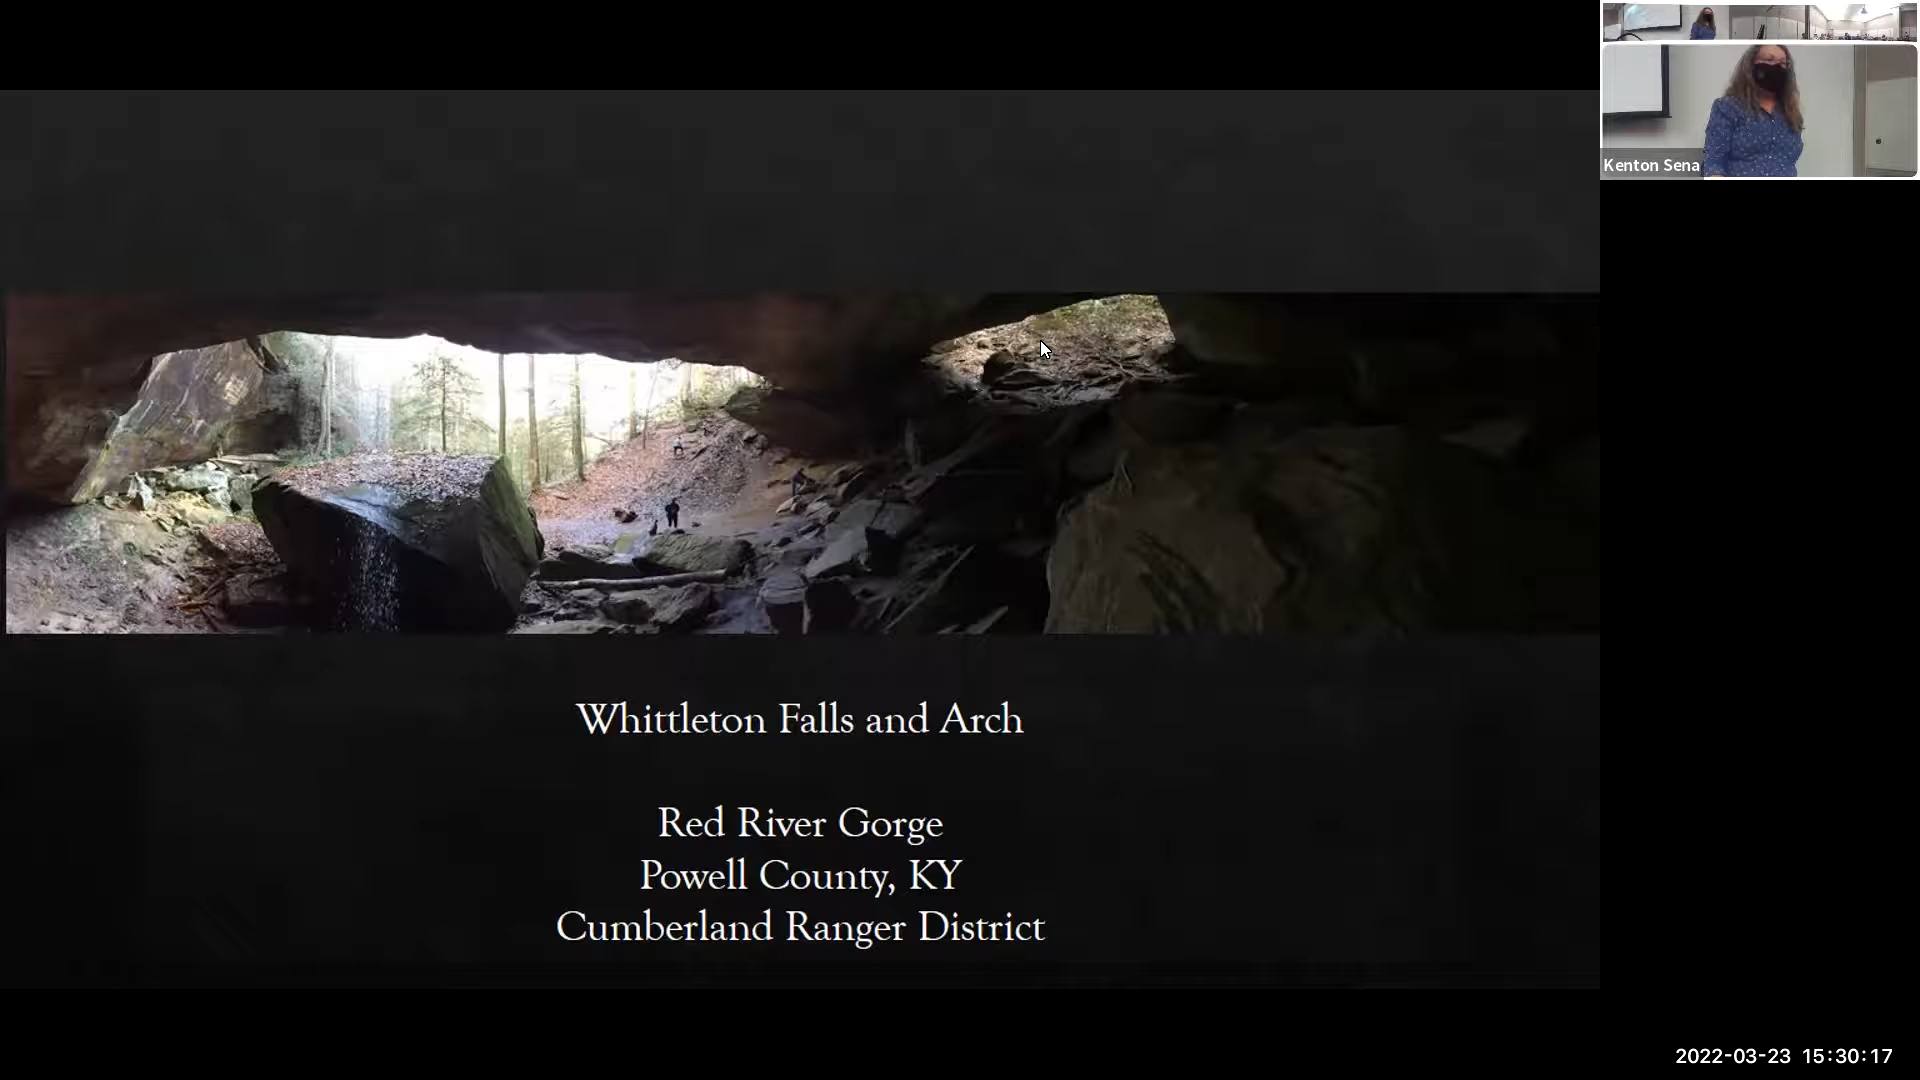 Kenton Sena
Whittleton Falls and Arch
Red River Gorge
Powell County, KY
Cumberland Ranger District
2022-03-23 15:30:17